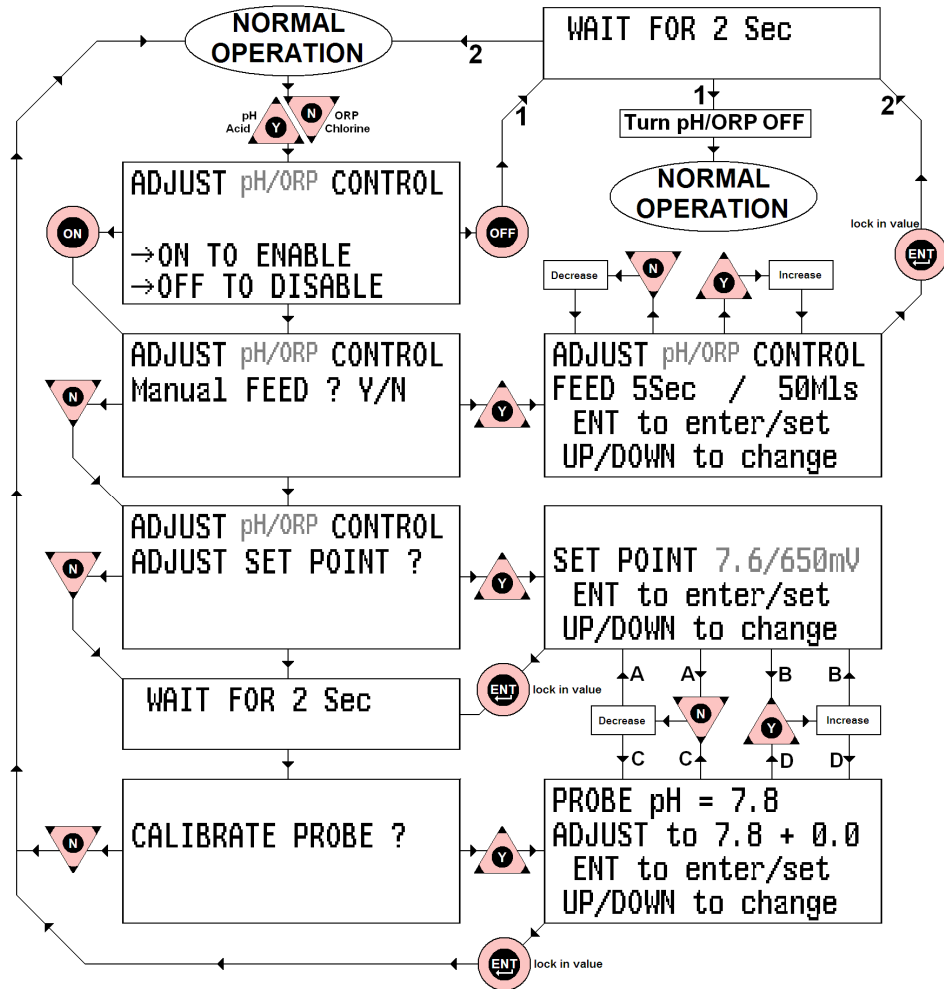 NORMAL
OPERATION
WAIT FOR 2 Sec
2
1
1
2
pH
Acid
Y
N
ORP
Chlorine
Turn pH/ORP OFF
NORMAL
OPERATION
ADJUST pH/ORP CONTROL
→ON TO ENABLE
→OFF TO DISABLE
ON
OFF
lock in value
ENT
Decrease
N
Y
Increase
ADJUST pH/ORP CONTROL
Manual FEED ? Y/N
N
Y
ADJUST pH/ORP CONTROL
FEED 5Sec / 50Mls
ENT to enter/set
UP/DOWN to change
ADJUST pH/ORP CONTROL
ADJUST SET POINT ?
N
Y
SET POINT 7.6/650mV
ENT to enter/set
UP/DOWN to change
WAIT FOR 2 Sec
ENT
lock in value
A
A
B
B
Decrease
N
Y
Increase
C
C
D
D
CALIBRATE PROBE ?
N
Y
PROBE pH = 7.8
ADJUST to 7.8 + 0.0
ENT to enter/set
UP/DOWN to change
ENT
lock in value